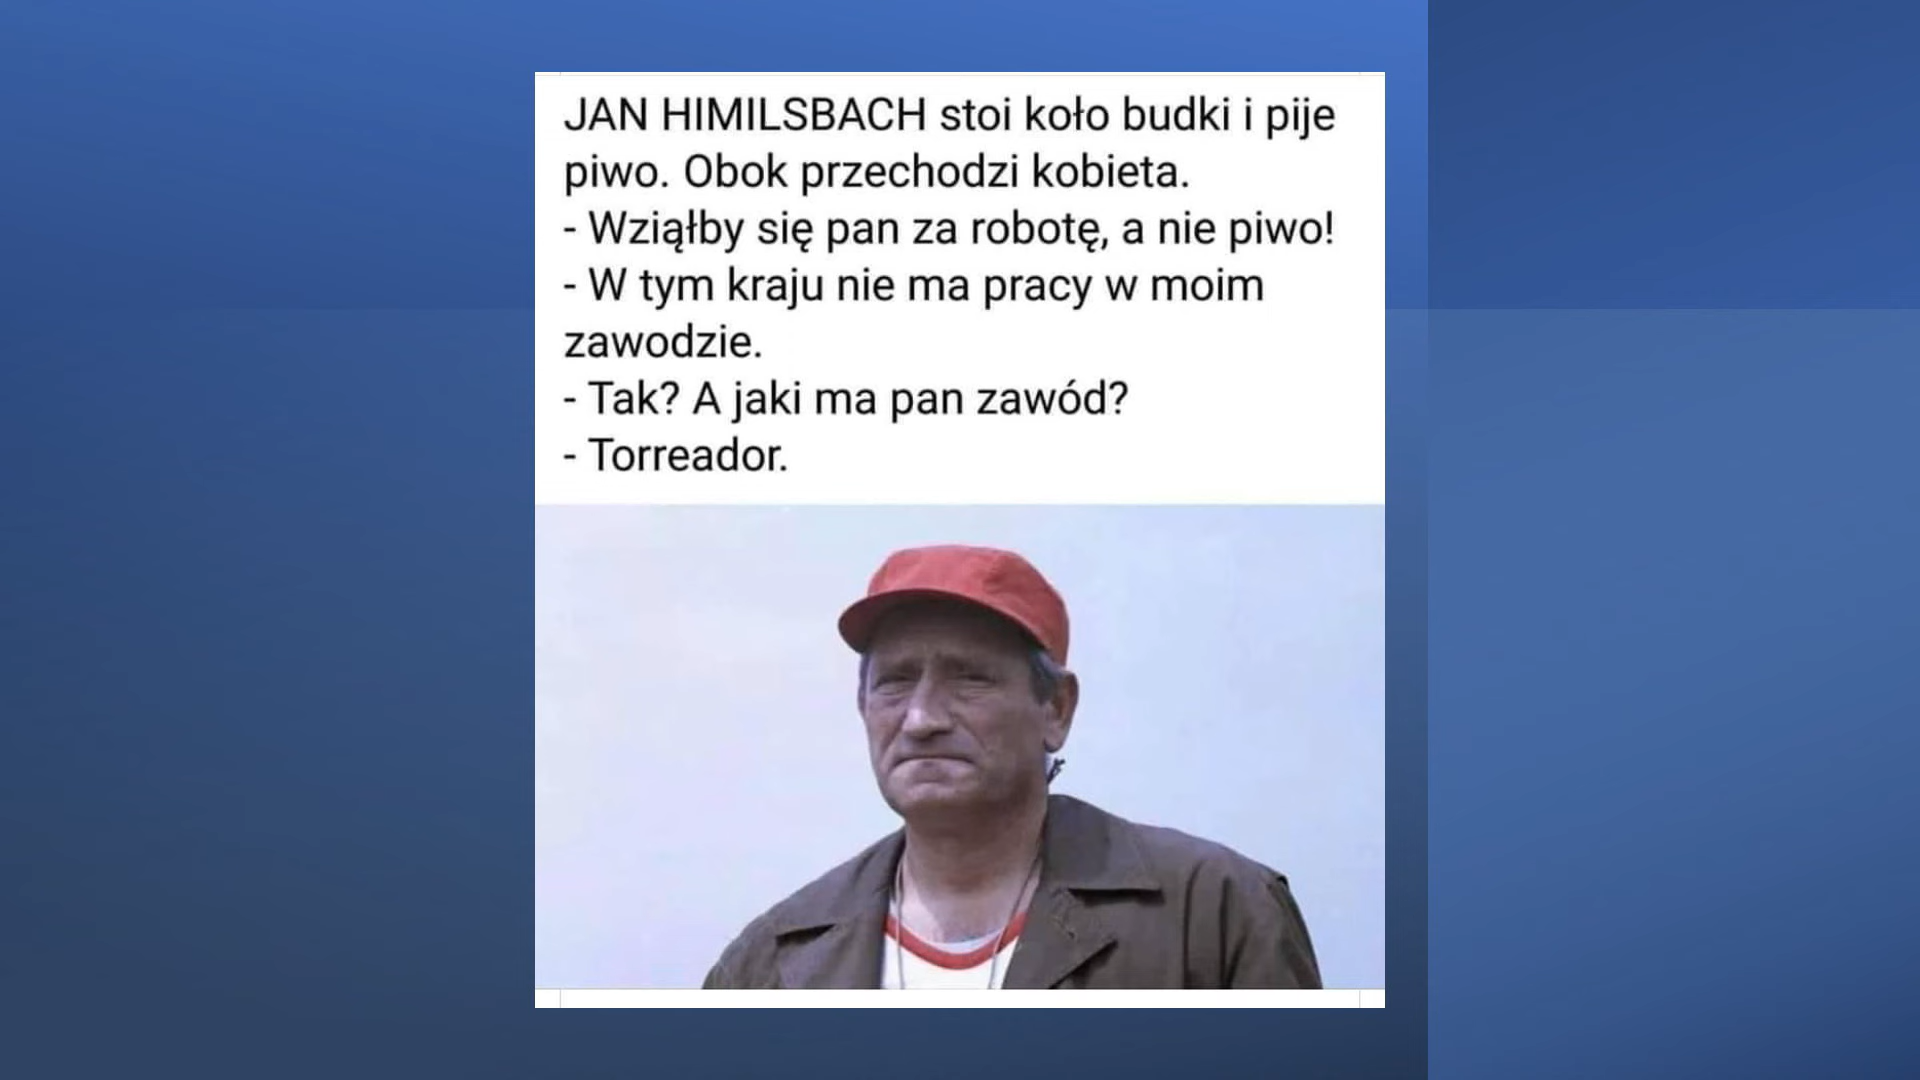 JAN HIMILSBACH stoi koło budki i pije
piwo. Obok przechodzi kobieta.
- Wziąłby się pan za robotę, a nie piwo!
- W tym kraju nie ma pracy w moim
zawodzie.
- Tak? A jaki ma pan zawód?
- Torreador.